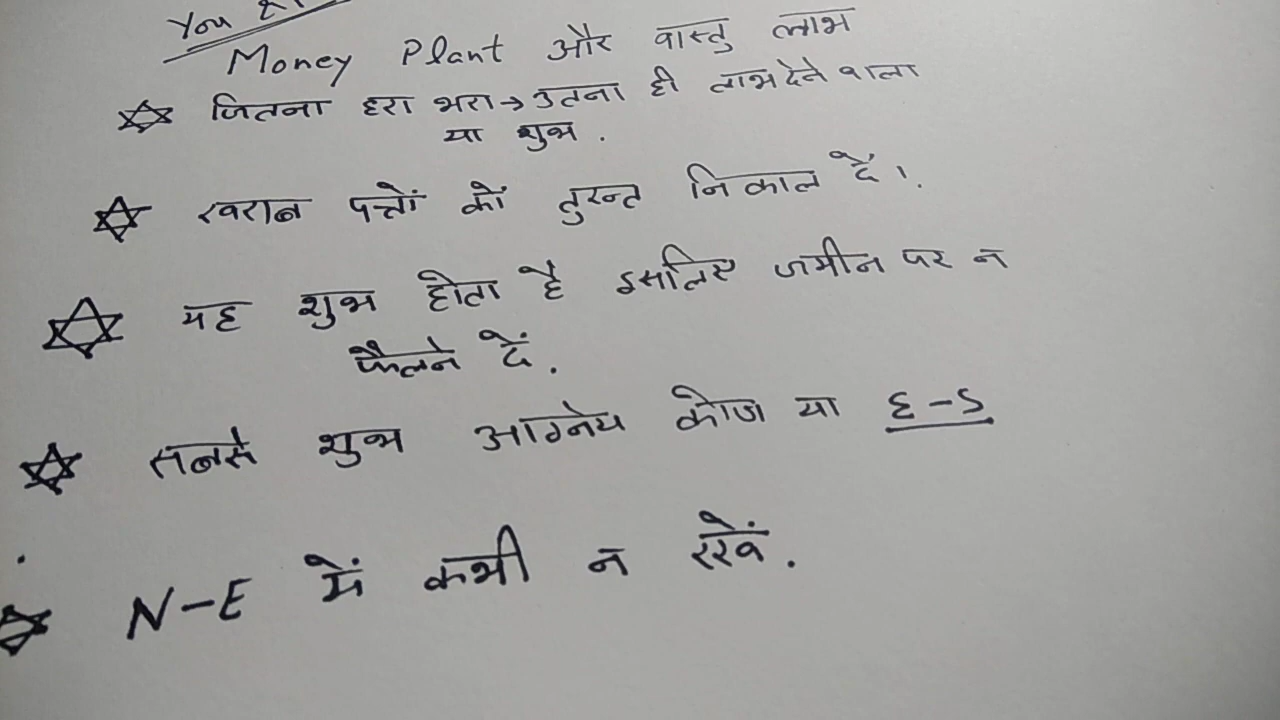 You
Money Plant और वास्तु लाभ
जितना हरा भरा→उतना ही लाभ देने वाला
या शुभ.
खराब पत्तों को तुरन्त निकाल दें।.
यह शुभ होता है इसलिए जमीन पर न
फैलने दें.
सबसे शुभ आग्नेय कोण या E-S
N-E में कभी न रखें.